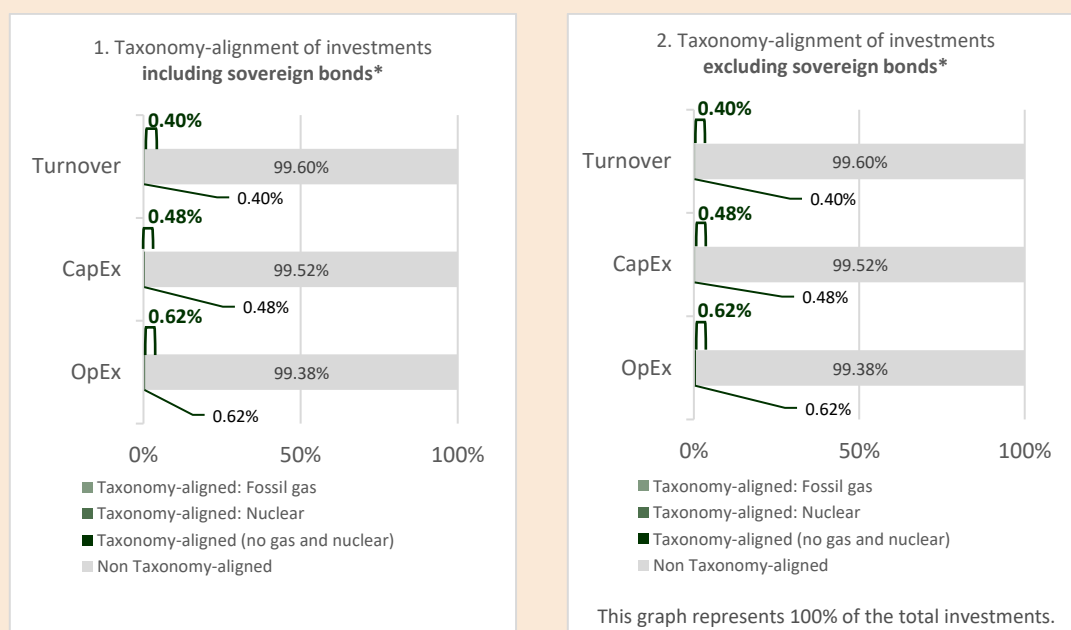 1. Taxonomy-alignment of investments
including sovereign bonds*
0.40%
Turnover
99.60%
0.40%
0.48%
CapEx
99.52%
0.48%
0.62%
OpEx
99.38%
0.62%
0%
50%
100%
Taxonomy-aligned: Fossil gas
Taxonomy-aligned: Nuclear
Taxonomy-aligned (no gas and nuclear)
Non Taxonomy-aligned
2. Taxonomy-alignment of investments
excluding sovereign bonds*
0.40%
Turnover
99.60%
0.40%
0.48%
CapEx
99.52%
0.48%
0.62%
OpEx
99.38%
0.62%
0%
50%
100%
Taxonomy-aligned: Fossil gas
Taxonomy-aligned: Nuclear
Taxonomy-aligned (no gas and nuclear)
Non Taxonomy-aligned
This graph represents 100% of the total investments.